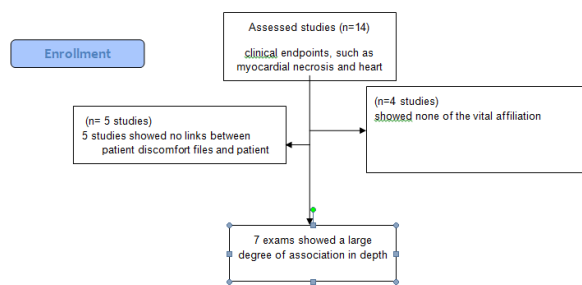 Assessed studies (n=14)
clinical endpoints, such as
myocardial necrosis and heart
Enrollment
(n= 5 studies)
5 studies showed no links between
patient discomfort files and patient
(n=4 studies)
showed none of the vital affiliation
7 exams showed a large
degree of association in depth